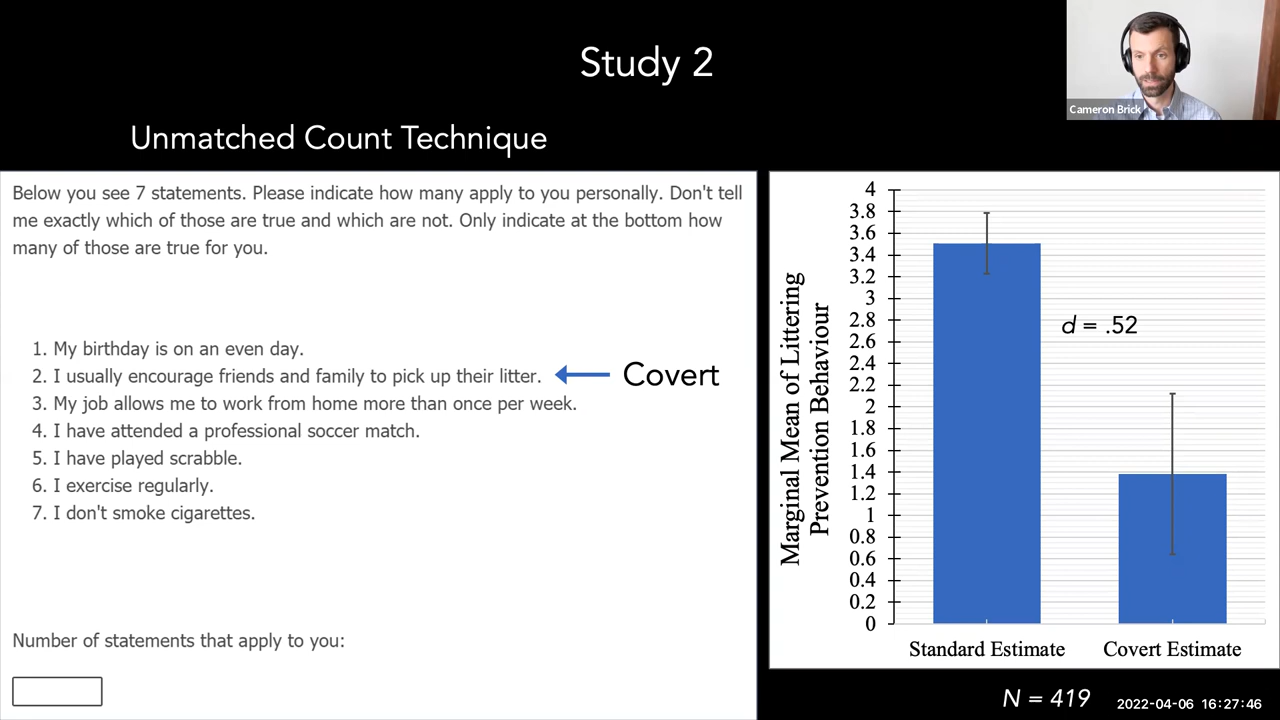 Study 2
Cameron Brick
Unmatched Count Technique
Below you see 7 statements. Please indicate how many apply to you personally. Don't tell
me exactly which of those are true and which are not. Only indicate at the bottom how
many of those are true for you.
1. My birthday is on an even day.
2. I usually encourage friends and family to pick up their litter.
Covert
3. My job allows me to work from home more than once per week.
4. I have attended a professional soccer match.
5. I have played scrabble.
6. I exercise regularly.
7. I don't smoke cigarettes.
Number of statements that apply to you:
Marginal Mean of Littering
Prevention Behaviour
4
3.8
3.6
3.4
3.2
3
2.8
2.6
2.4
2.2
2
1.8
1.6
1.4
1.2
1
0.8
0.6
0.4
0.2
0
d = .52
Standard Estimate
Covert Estimate
N = 419
2022-04-06 16:27:46